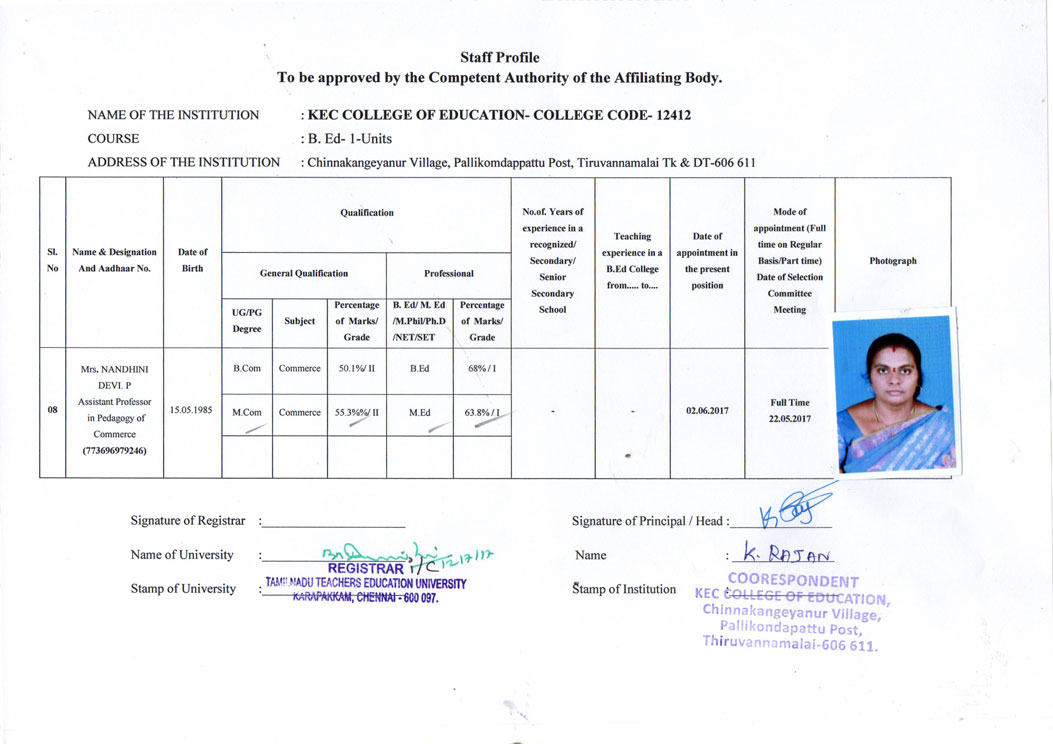 Staff Profile
To be approved by the Competent Authority of the Affiliating Body.
NAME OF THE INSTITUTION : KEC COLLEGE OF EDUCATION- COLLEGE CODE- 12412
COURSE : B. Ed- 1-Units
ADDRESS OF THE INSTITUTION : Chinnakangeyanur Village, Pallikomdappattu Post, Tiruvannamalai Tk & DT-606 611
Sl.
No
Name & Designation
And Aadhaar No.
Date of
Birth
Qualification
General Qualification
Professional
UG/PG
Degree
Subject
Percentage
of Marks/
Grade
B. Ed/ M. Ed
/M.Phil/Ph.D
/NET/SET
Percentage
of Marks/
Grade
No.of. Years of
experience in a
recognized/
Secondary/
Senior
Secondary
School
Teaching
experience in a
B.Ed College
from..... to....
Date of
appointment in
the present
position
Mode of
appointment (Full
time on Regular
Basis/Part time)
Date of Selection
Committee
Meeting
Photograph
08
Mrs. NANDHINI
DEVI. P
Assistant Professor
in Pedagogy of
Commerce
(773696979246)
15.05.1985
B.Com Commerce 50.1%/ II B.Ed 68% / I
M.Com Commerce 55.3%%/ II M.Ed 63.8% / I
-
-
02.06.2017
Full Time
22.05.2017
Signature of Registrar :
Name of University : 12/7/17
REGISTRAR I/C
Stamp of University : TAMILNADU TEACHERS EDUCATION UNIVERSITY
KARAPAKKAM, CHENNAI - 600 097.
Signature of Principal / Head :
Name : K. RAJAN
Stamp of Institution
COORESPONDENT
KEC COLLEGE OF EDUCATION,
Chinnakangeyanur Village,
Pallikondapattu Post,
Thiruvannamalai-606 611.